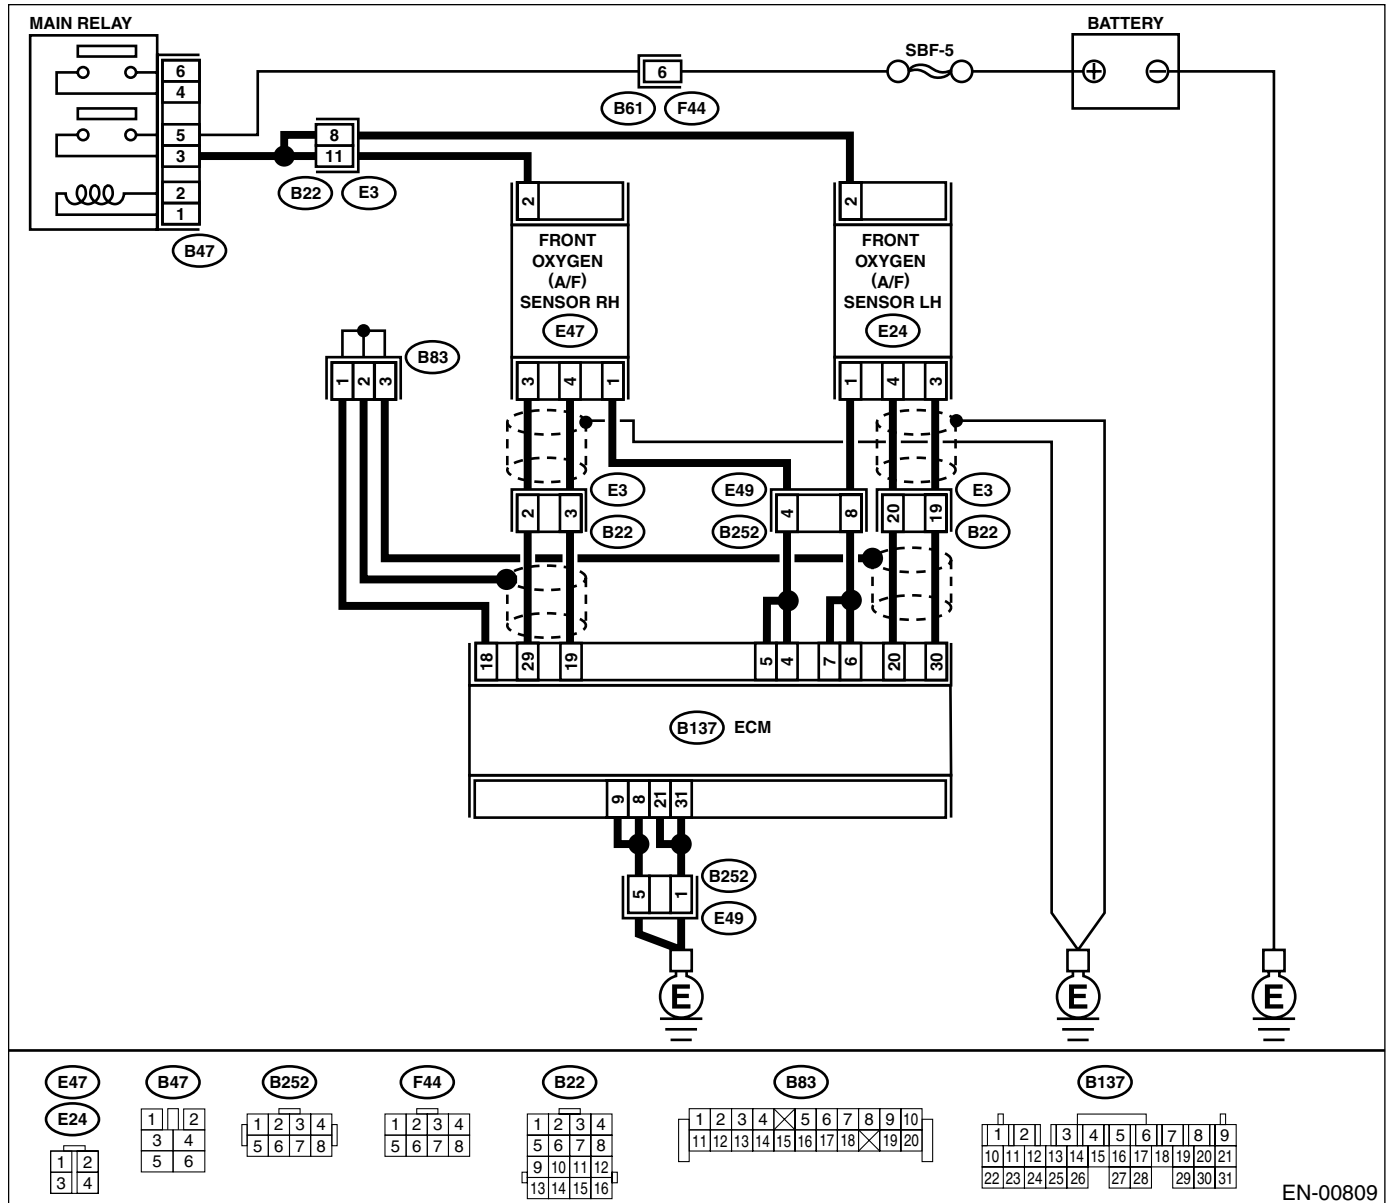 MAIN RELAY
BATTERY
SBF-5
6
4
5
3
2
1
B47
6
B61 F44
8
11
B22 E3
2
FRONT
OXYGEN
(A/F)
SENSOR RH
E47
2
FRONT
OXYGEN
(A/F)
SENSOR LH
E24
B83
1 2 3
3 4 1
1 4 3
E3
B22
2 3
E49
B252
4 8
20 19
E3
B22
18 29 19 5 4 7 6 20 30
B137 ECM
9 8 21 31
5 1
B252
E49
E
E
E
E47
E24
1 2
3 4
B47
1 2
3 4
5 6
B252
1 2 3 4
5 6 7 8
F44
1 2 3 4
5 6 7 8
B22
1 2 3 4
5 6 7 8
9 10 11 12
13 14 15 16
B83
1 2 3 4 5 6 7 8 9 10
11 12 13 14 15 16 17 18 19 20
B137
1 2 3 4 5 6 7 8 9
10 11 12 13 14 15 16 17 18 19 20 21
22 23 24 25 26 27 28 29 30 31
EN-00809